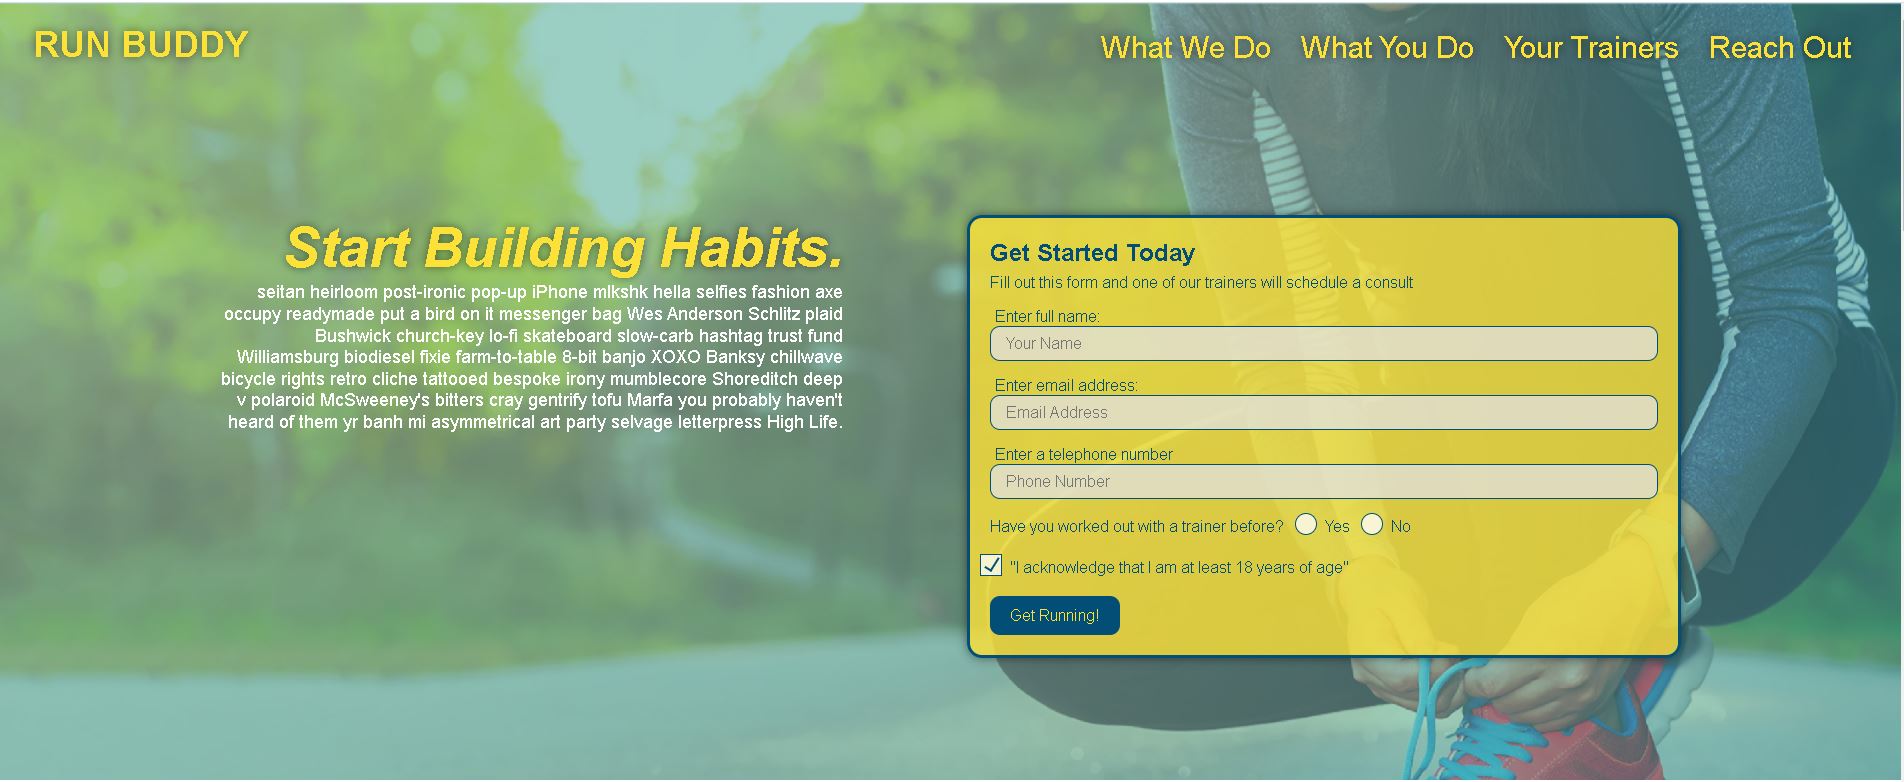 RUN BUDDY
What We Do
What You Do
Your Trainers
Reach Out
Start Building Habits.
seitan heirloom post-ironic pop-up iPhone mlkshk hella selfies fashion axe
occupy readymade put a bird on it messenger bag Wes Anderson Schlitz plaid
Bushwick church-key lo-fi skateboard slow-carb hashtag trust fund
Williamsburg biodiesel fixie farm-to-table 8-bit banjo XOXO Banksy chillwave
bicycle rights retro cliche tattooed bespoke irony mumblecore Shoreditch deep
v polaroid McSweeney's bitters cray gentrify tofu Marfa you probably haven't
heard of them yr banh mi asymmetrical art party selvage letterpress High Life.
Get Started Today
Fill out this form and one of our trainers will schedule a consult
Enter full name:
Your Name
Enter email address:
Email Address
Enter a telephone number
Phone Number
Have you worked out with a trainer before? Yes No
"I acknowledge that I am at least 18 years of age"
Get Running!